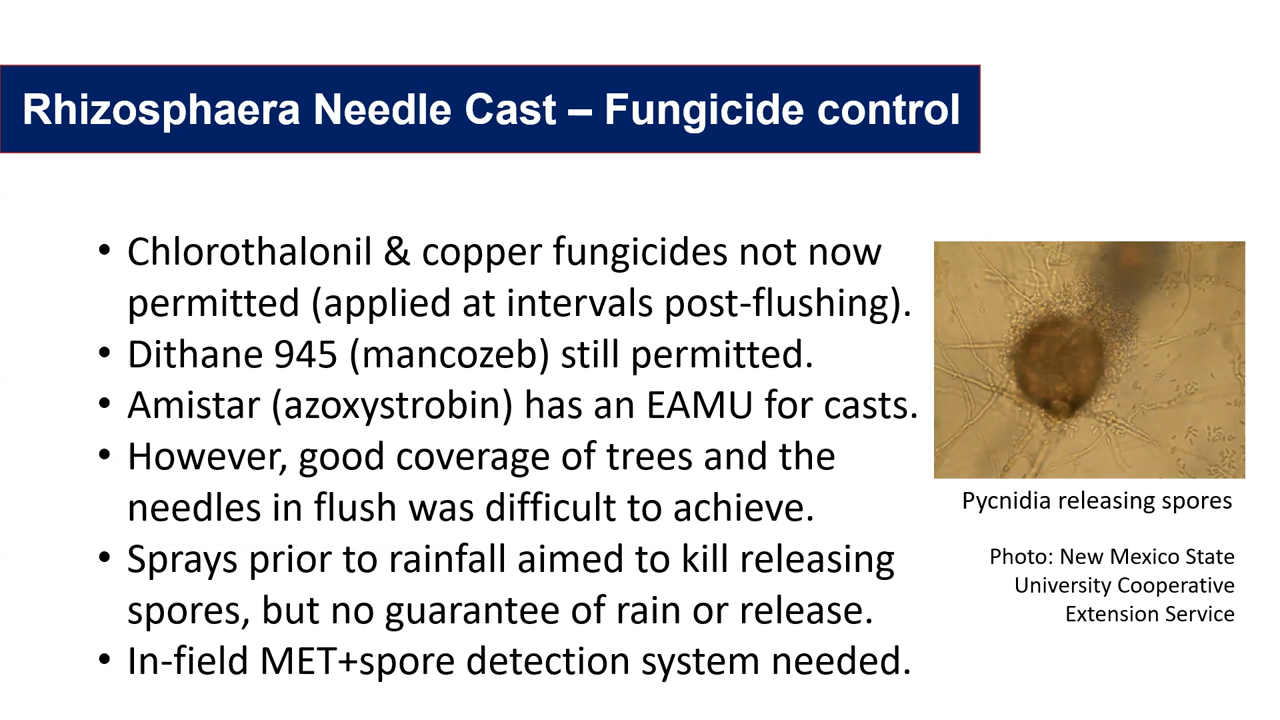 Rhizosphaera Needle Cast – Fungicide control
• Chlorothalonil & copper fungicides not now
permitted (applied at intervals post-flushing).
• Dithane 945 (mancozeb) still permitted.
• Amistar (azoxystrobin) has an EAMU for casts.
• However, good coverage of trees and the
needles in flush was difficult to achieve.
• Sprays prior to rainfall aimed to kill releasing
spores, but no guarantee of rain or release.
• In-field MET+spore detection system needed.
Pycnidia releasing spores
Photo: New Mexico State
University Cooperative
Extension Service